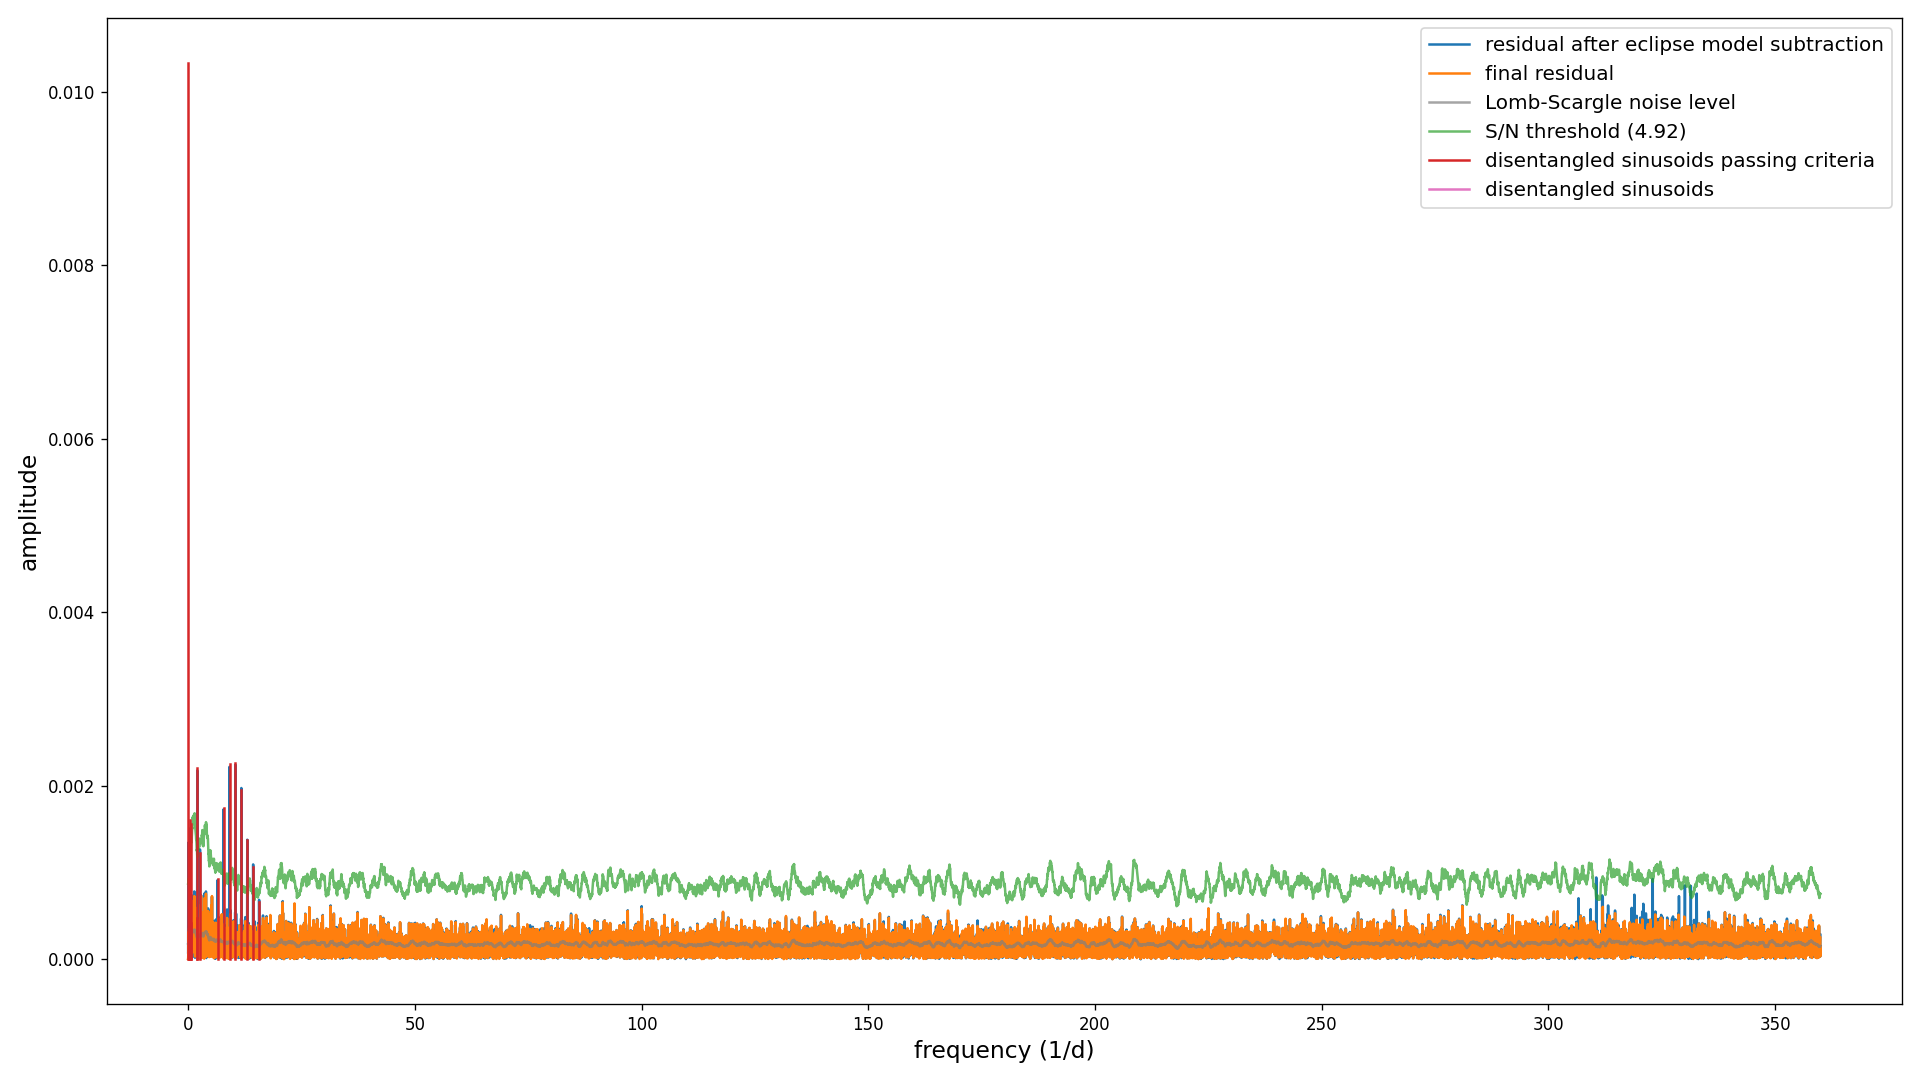 residual after eclipse model subtraction
final residual
Lomb-Scargle noise level
S/N threshold (4.92)
disentangled sinusoids passing criteria
disentangled sinusoids
0.010
0.008
0.006
0.004
0.002
0.000
amplitude
0 50 100 150 200 250 300 350
frequency (1/d)